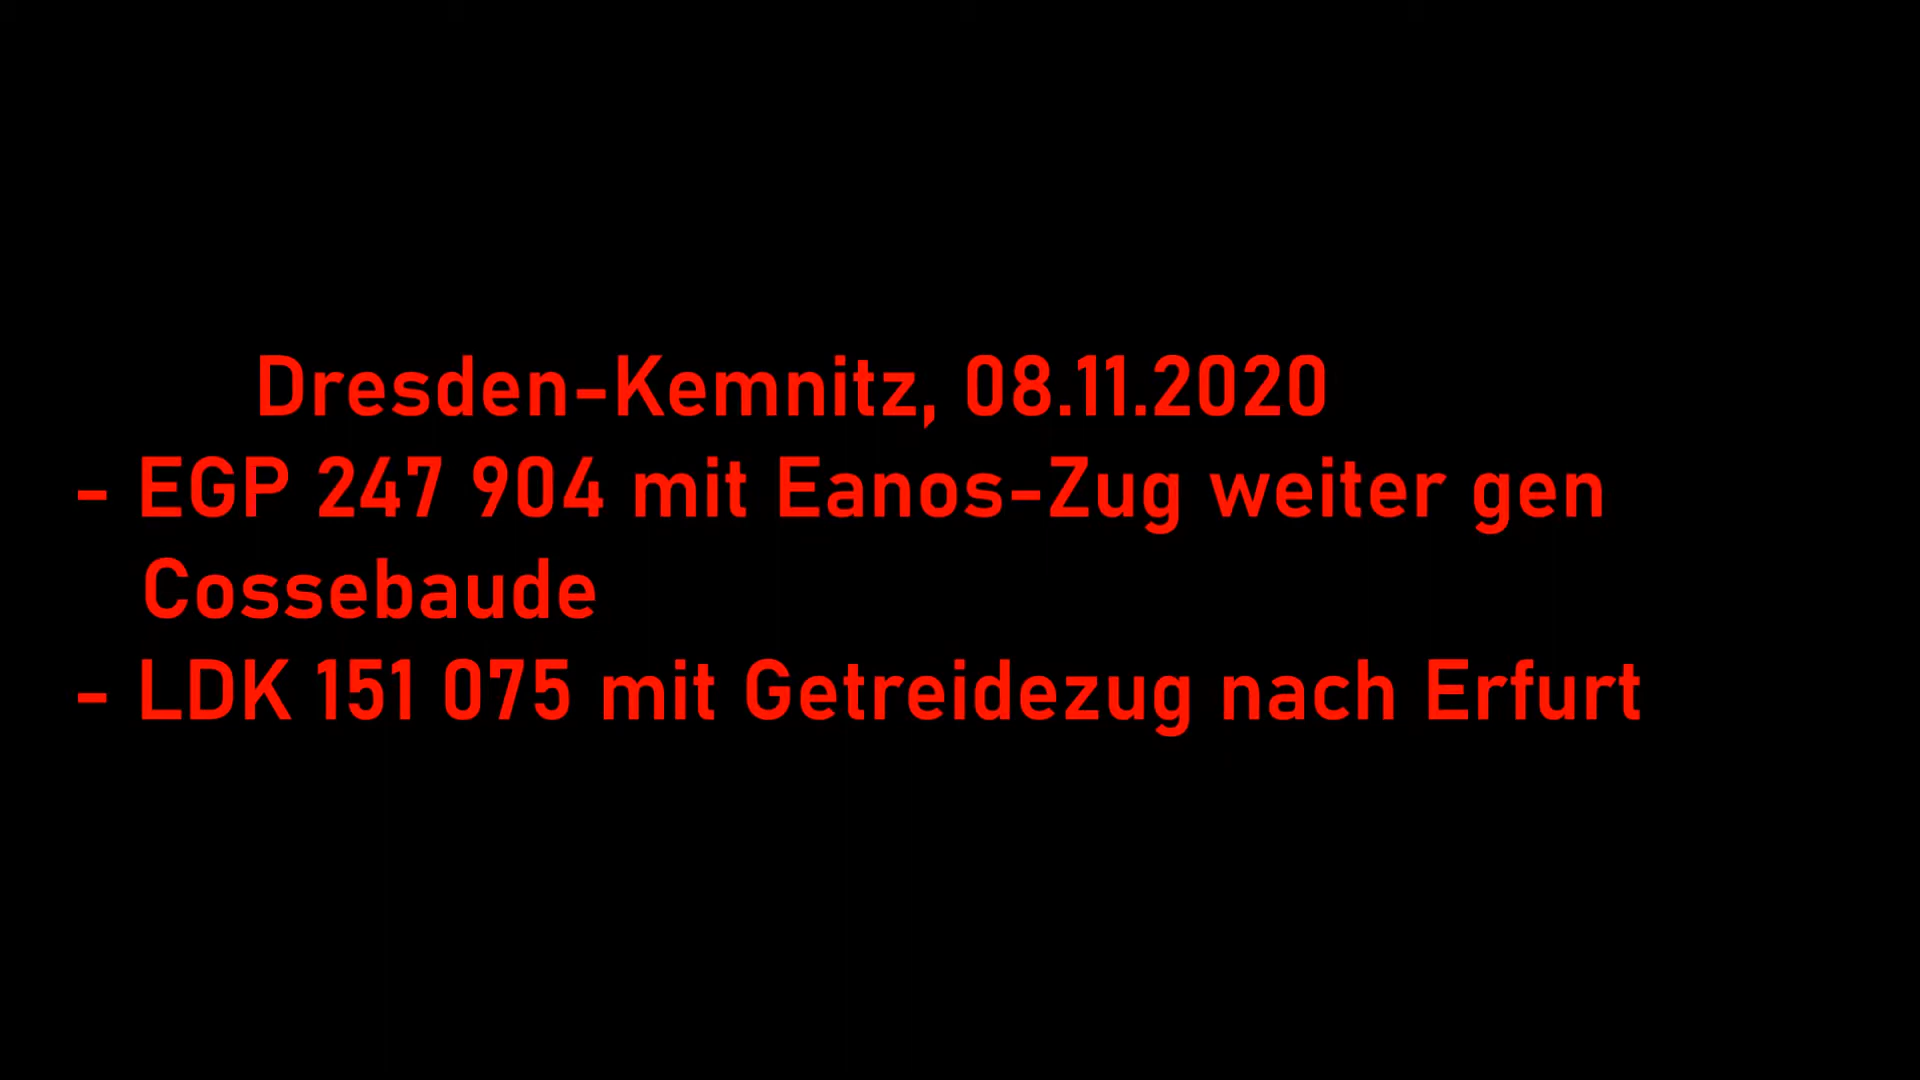 Dresden-Kemnitz, 08.11.2020
- EGP 247 904 mit Eanos-Zug weiter gen
Cossebaude
- LDK 151 075 mit Getreidezug nach Erfurt